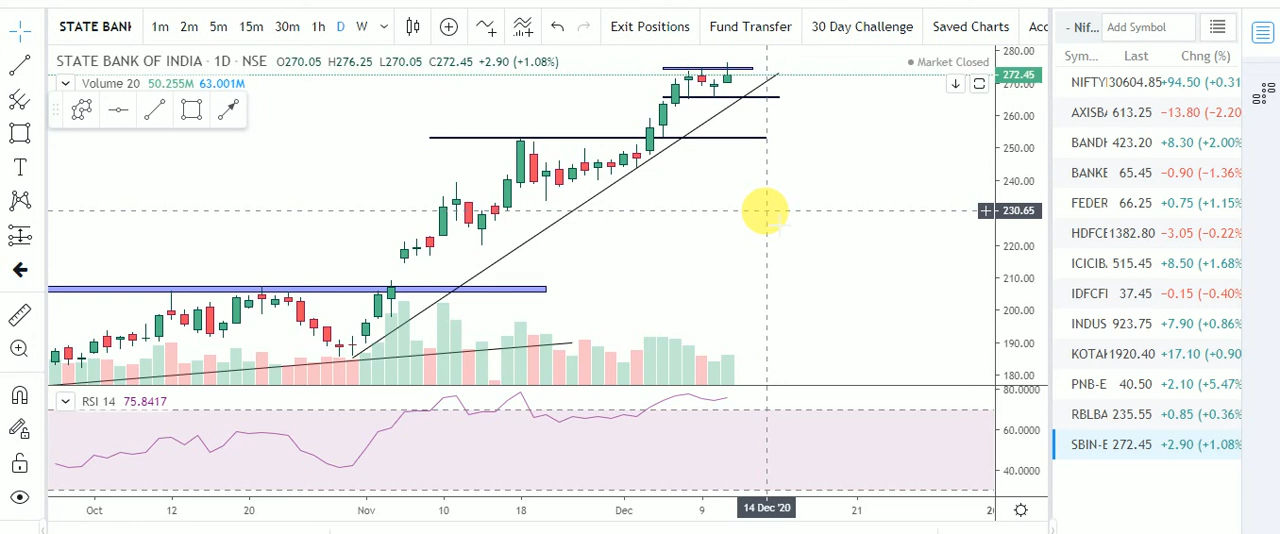 STATE BANK 1m 5m 15m 30m 1h D W Exit Positions Fund Transfer 30 Day Challenge Saved Charts Acc
- Nif... Add Symbol
STATE BANK OF INDIA · 1D · NSE O270.05 H276.25 L270.05 C272.45 +2.90 (+1.08%)
Market Closed
Volume 20 50.255M 63.001M
280.00
272.45
270.00
260.00
250.00
240.00
230.65
220.00
210.00
200.00
190.00
180.00
RSI 14 75.8417
80.0000
60.0000
40.0000
Oct 12 19 Nov 10 18 Dec 9 14 Dec '20 21
Sym... Last Chng (%)
NIFTY 30604.85 +94.50 (+0.31
AXISBA 613.25 −13.80 (−2.20
BANDH 423.20 +8.30 (+2.00%
BANKE 65.45 −0.90 (−1.36%
FEDER 66.25 +0.75 (+1.15%
HDFCE 1382.80 −3.05 (−0.22%
ICICIB. 515.45 +8.50 (+1.68%
IDFCFI 37.45 −0.15 (−0.40%
INDUS 923.75 +7.90 (+0.86%
KOTAK 1920.40 +17.10 (+0.90
PNB-E 40.50 +2.10 (+5.47%
RBLBA 235.55 +0.85 (+0.36%
SBIN-E 272.45 +2.90 (+1.08%